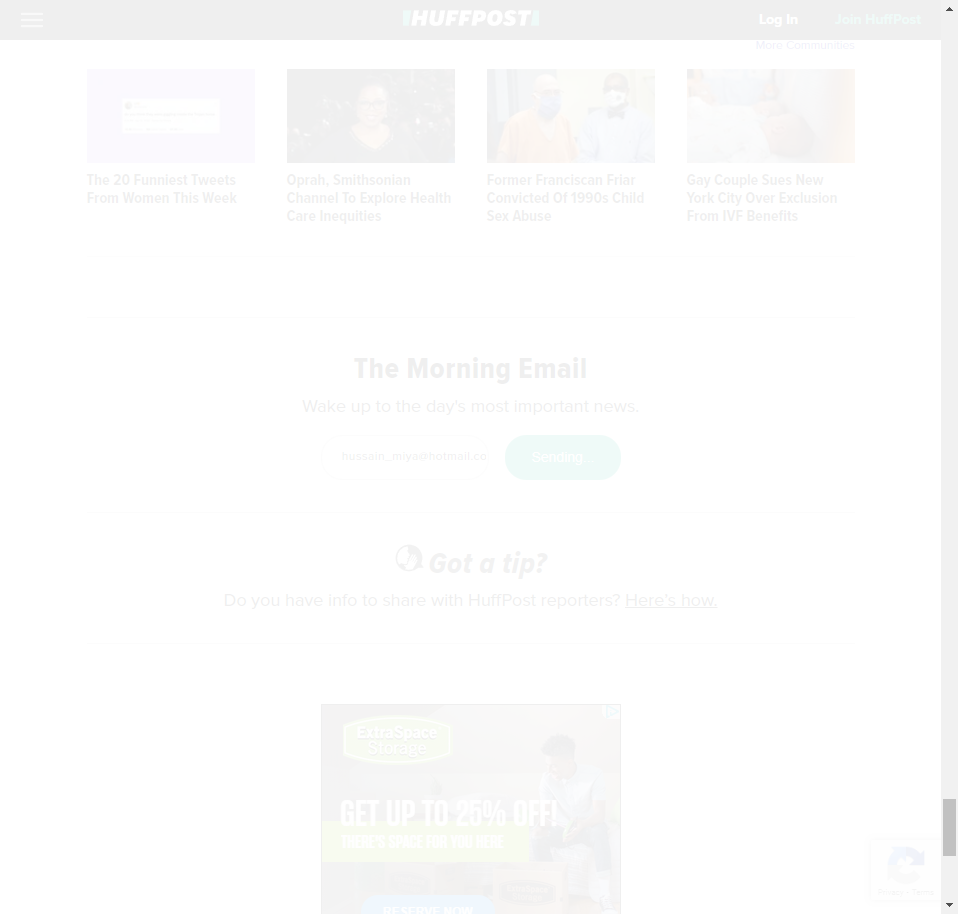 HUFFPOST
Log In
Join HuffPost
More Communities
The 20 Funniest Tweets
From Women This Week
Oprah, Smithsonian
Channel To Explore Health
Care Inequities
Former Franciscan Friar
Convicted Of 1990s Child
Sex Abuse
Gay Couple Sues New
York City Over Exclusion
From IVF Benefits
The Morning Email
Wake up to the day's most important news.
hussain_miya@hotmail.co
Sending...
Got a tip?
Do you have info to share with HuffPost reporters? Here's how.
ExtraSpace
Storage
GET UP TO 25% OFF!
THERE'S SPACE FOR YOU HERE
RESERVE NOW
Privacy - Terms